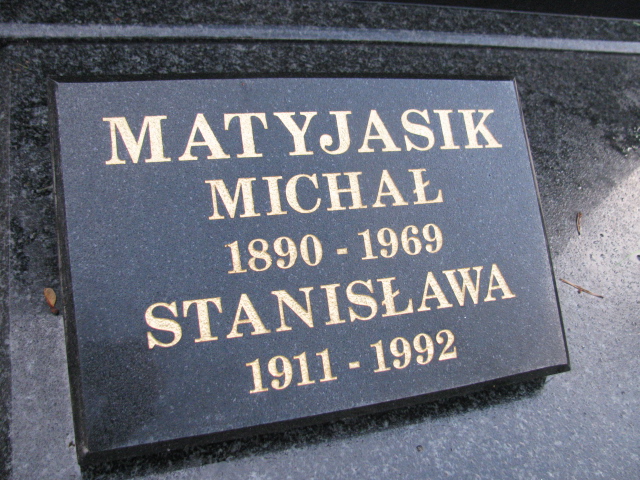 MATYJASIK
MICHAŁ
1890 - 1969
STANISŁAWA
1911 - 1992